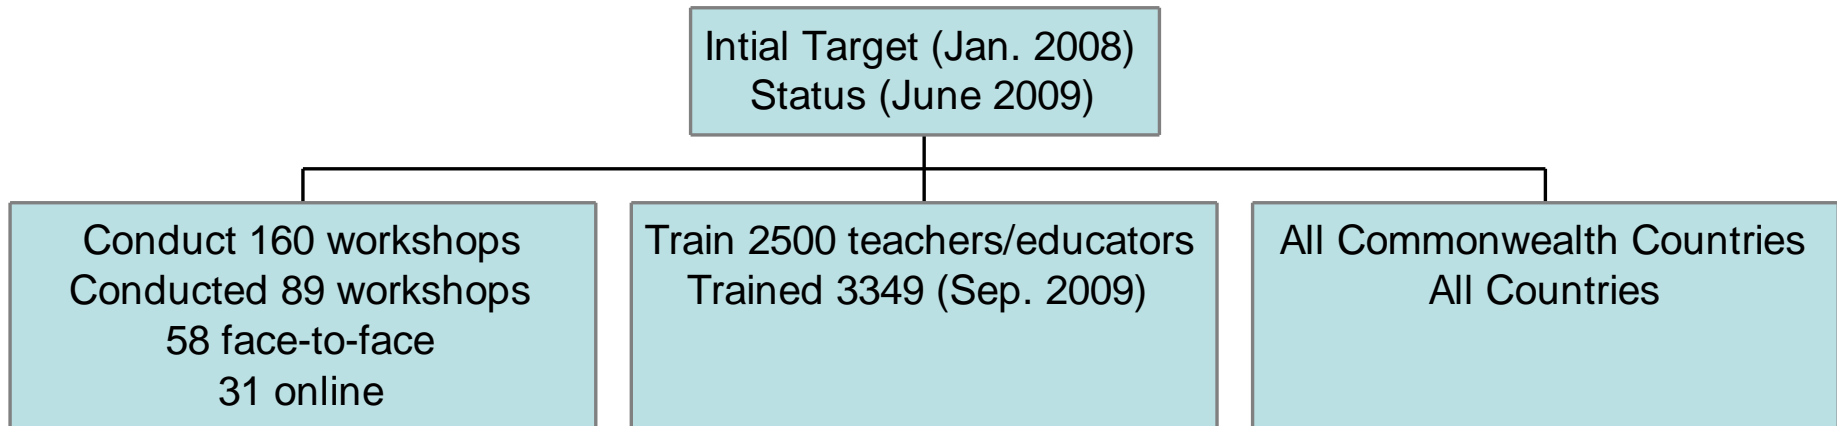 Intial Target (Jan. 2008)
Status (June 2009)
Conduct 160 workshops
Conducted 89 workshops
58 face-to-face
31 online
Train 2500 teachers/educators
Trained 3349 (Sep. 2009)
All Commonwealth Countries
All Countries